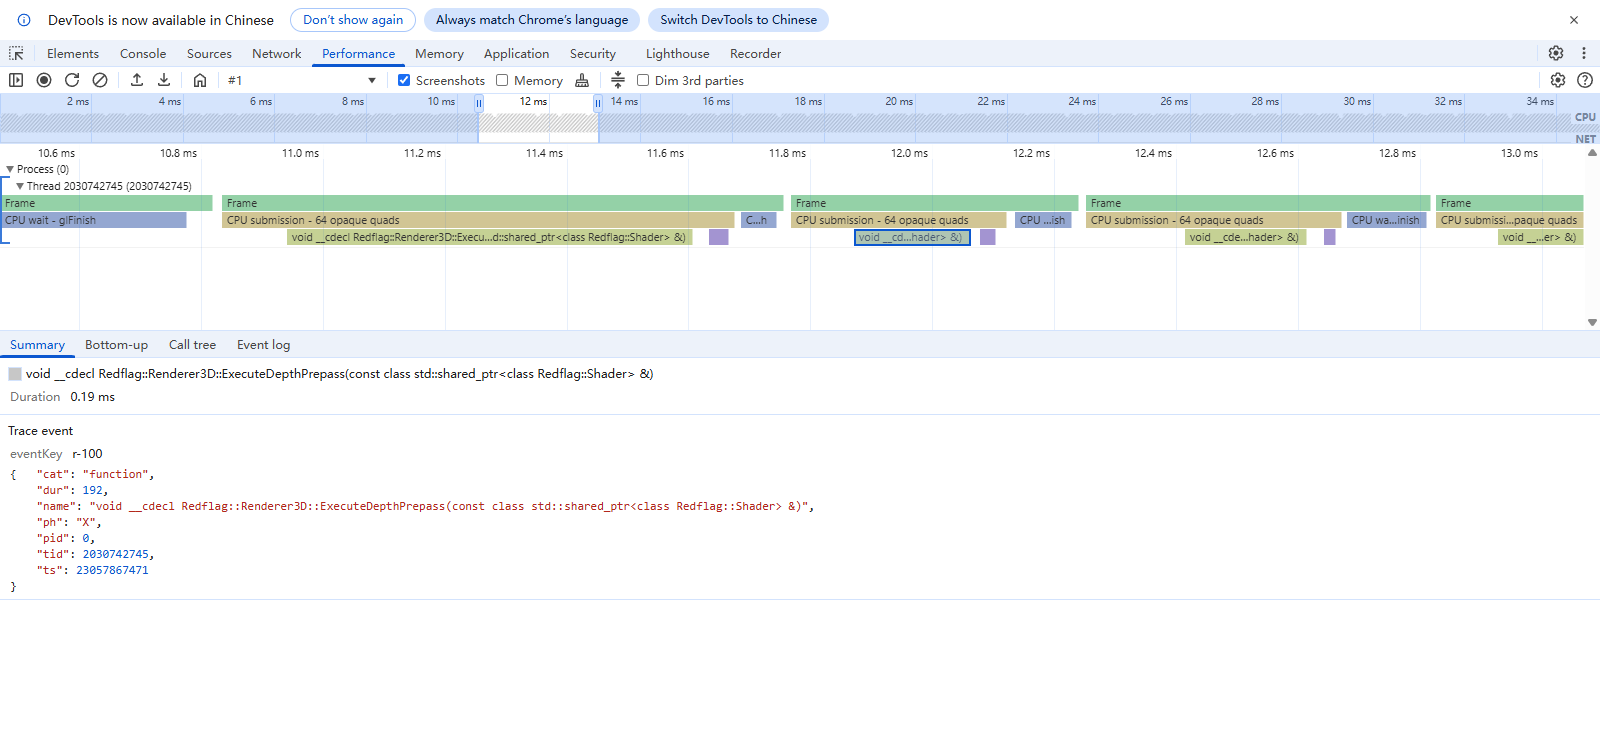 DevTools is now available in Chinese Don't show again Always match Chrome's language Switch DevTools to Chinese
Elements Console Sources Network Performance Memory Application Security Lighthouse Recorder
#1 Screenshots Memory Dim 3rd parties
2 ms 4 ms 6 ms 8 ms 10 ms 12 ms 14 ms 16 ms 18 ms 20 ms 22 ms 24 ms 26 ms 28 ms 30 ms 32 ms 34 ms
CPU
NET
10.6 ms 10.8 ms 11.0 ms 11.2 ms 11.4 ms 11.6 ms 11.8 ms 12.0 ms 12.2 ms 12.4 ms 12.6 ms 12.8 ms 13.0 ms
Process (0)
Thread 2030742745 (2030742745)
Frame Frame Frame Frame Frame
CPU wait - glFinish CPU submission - 64 opaque quads C...h CPU submission - 64 opaque quads CPU ...ish CPU submission - 64 opaque quads CPU wa...inish CPU submissi...paque quads
void __cdecl Redflag::Renderer3D::Execu...d::shared_ptr<class Redflag::Shader> &) void __cd...hader> &) void __cde...hader> &) void __...er> &)
Summary Bottom-up Call tree Event log
void __cdecl Redflag::Renderer3D::ExecuteDepthPrepass(const class std::shared_ptr<class Redflag::Shader> &)
Duration 0.19 ms
Trace event
eventKey r-100
{ "cat": "function",
"dur": 192,
"name": "void __cdecl Redflag::Renderer3D::ExecuteDepthPrepass(const class std::shared_ptr<class Redflag::Shader> &)",
"ph": "X",
"pid": 0,
"tid": 2030742745,
"ts": 23057867471
}